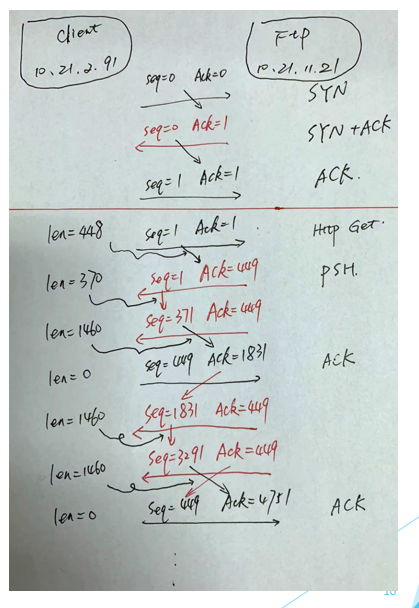 Client
10.21.2.91
Ftp
10.21.11.21
seq=0 Ack=0 SYN
seq=0 Ack=1 SYN+ACK
seq=1 Ack=1 ACK.
len=448 seq=1 Ack=1 Http Get.
len=370 seq=1 Ack=449 PSH.
len=1460 seq=371 Ack=449
len=0 seq=449 Ack=1831 Ack
len=1460 seq=1831 Ack=449
len=1460 seq=3291 Ack=449
len=0 seq=449 Ack=4751 ACK
10